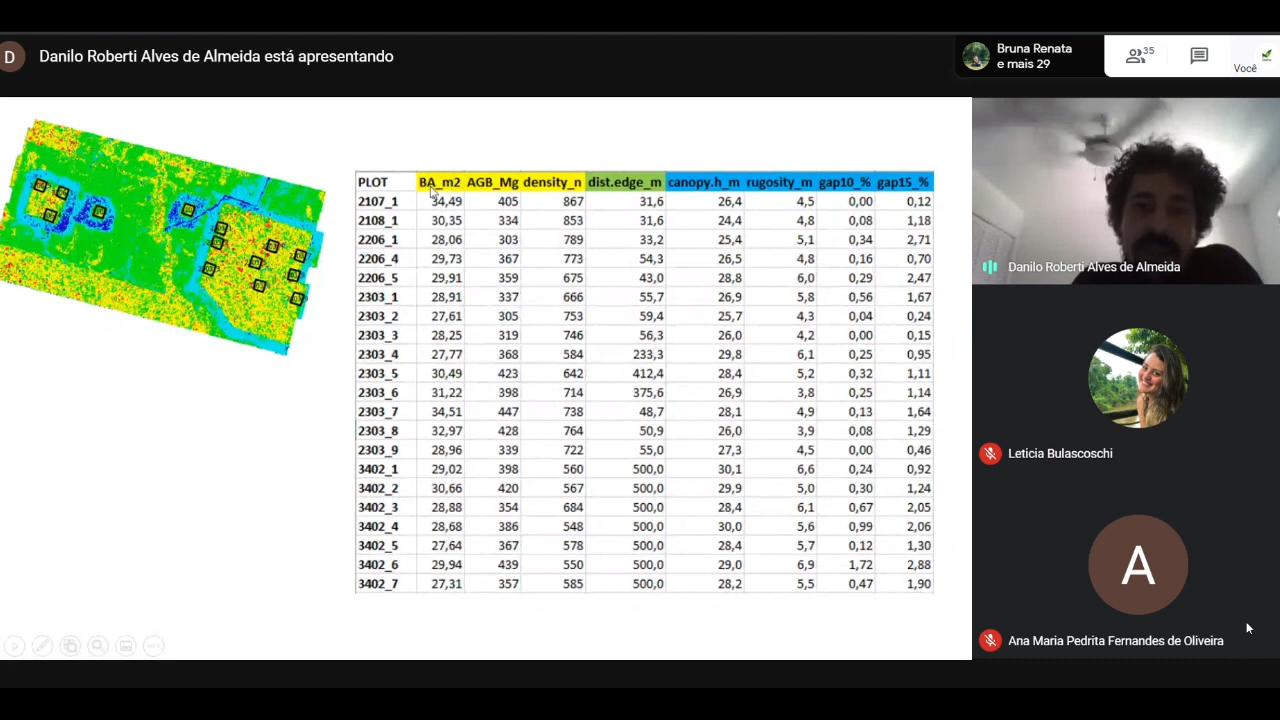 D Danilo Roberti Alves de Almeida está apresentando
Bruna Renata
e mais 29
35
Você
PLOT BA_m2 AGB_Mg density_n dist.edge_m canopy.h_m rugosity_m gap10_% gap15_%
2107_1 34,49 405 867 31,6 26,4 4,5 0,00 0,12
2108_1 30,35 334 853 31,6 24,4 4,8 0,08 1,18
2206_1 28,06 303 789 33,2 25,4 5,1 0,34 2,71
2206_4 29,73 367 773 54,3 26,5 4,8 0,16 0,70
2206_5 29,91 359 675 43,0 28,8 6,0 0,29 2,47
2303_1 28,91 337 666 55,7 26,9 5,8 0,56 1,67
2303_2 27,61 305 753 59,4 25,7 4,3 0,04 0,24
2303_3 28,25 319 746 56,3 26,0 4,2 0,00 0,15
2303_4 27,77 368 584 233,3 29,8 6,1 0,25 0,95
2303_5 30,49 423 642 412,4 28,4 5,2 0,32 1,11
2303_6 31,22 398 714 375,6 26,9 3,8 0,25 1,14
2303_7 34,51 447 738 48,7 28,1 4,9 0,13 1,64
2303_8 32,97 428 764 50,9 26,0 3,9 0,08 1,29
2303_9 28,96 339 722 55,0 27,3 4,5 0,00 0,46
3402_1 29,02 398 560 500,0 30,1 6,6 0,24 0,92
3402_2 30,66 420 567 500,0 29,9 5,0 0,30 1,24
3402_3 28,88 354 684 500,0 28,4 6,1 0,67 2,05
3402_4 28,68 386 548 500,0 30,0 5,6 0,99 2,06
3402_5 27,64 367 578 500,0 28,4 5,7 0,12 1,30
3402_6 29,94 439 550 500,0 29,0 6,9 1,72 2,88
3402_7 27,31 357 585 500,0 28,2 5,5 0,47 1,90
Danilo Roberti Alves de Almeida
Leticia Bulascoschi
A
Ana Maria Pedrita Fernandes de Oliveira